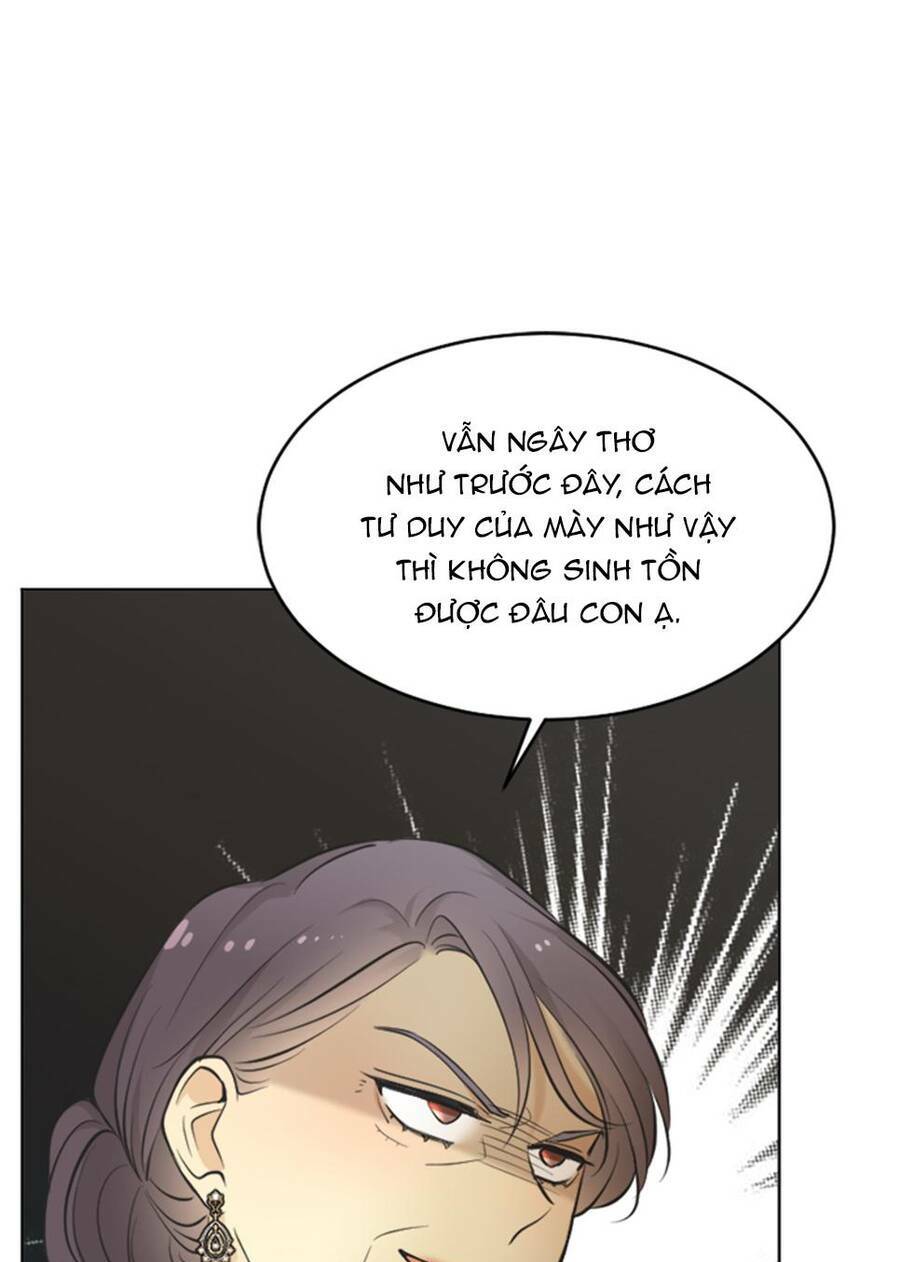 VẪN NGÂY THƠ
NHƯ TRƯỚC ĐÂY, CÁCH
TƯ DUY CỦA MÀY NHƯ VẬY
THÌ KHÔNG SINH TỒN
ĐƯỢC ĐÂU CON Ạ.